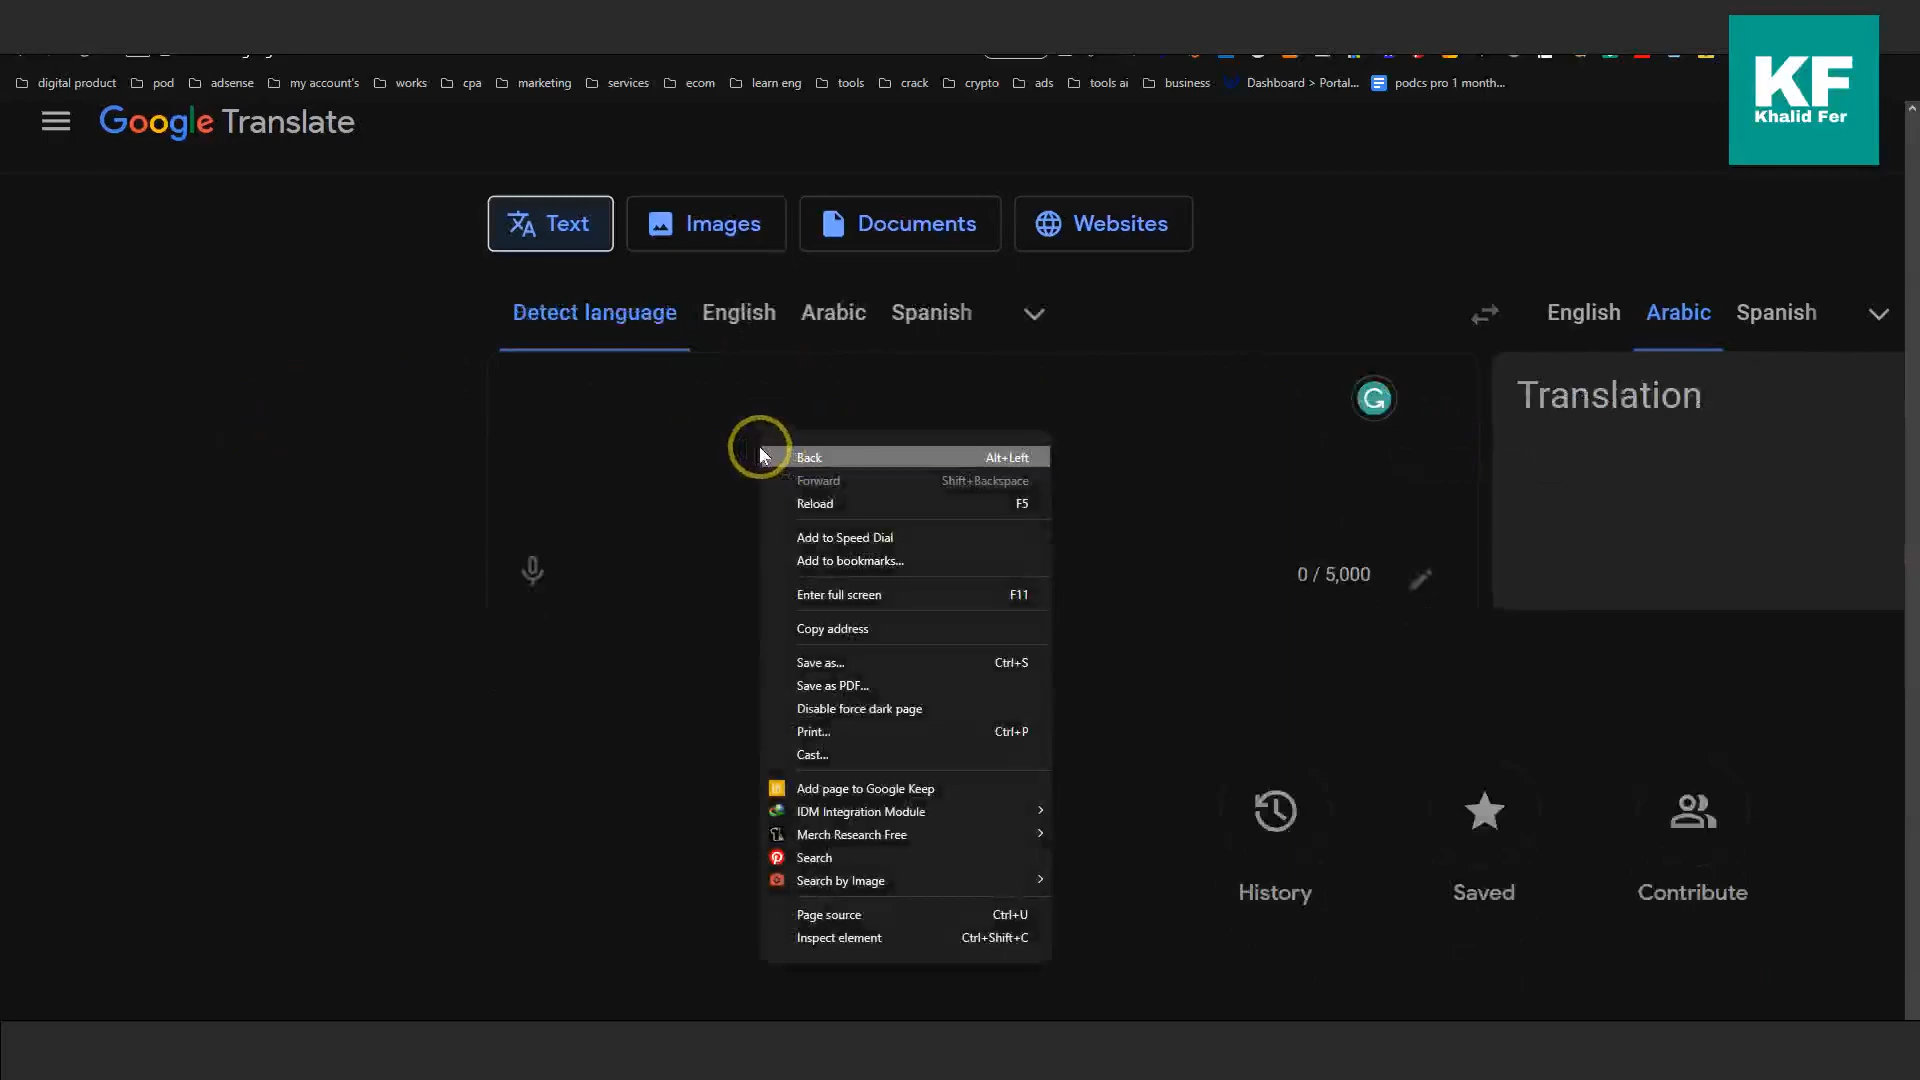 digital product pod adsense my account's works cpa marketing services ecom learn eng tools crack crypto ads tools ai business Dashboard > Portal... podcs pro 1 month...
KF
Khalid Fer
Google Translate
Text Images Documents Websites
Detect language English Arabic Spanish English Arabic Spanish
Translation
Back Alt+Left
Forward Shift+Backspace
Reload F5
Add to Speed Dial
Add to bookmarks...
0 / 5,000
Enter full screen F11
Copy address
Save as... Ctrl+S
Save as PDF...
Disable force dark page
Print... Ctrl+P
Cast...
Add page to Google Keep
IDM Integration Module
Merch Research Free
Search
Search by Image
History Saved Contribute
Page source Ctrl+U
Inspect element Ctrl+Shift+C